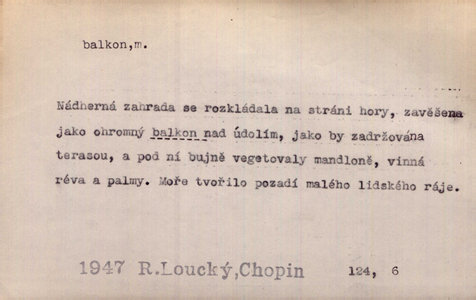 balkon,m.
Nádherná zahrada se rozkládala na stráni hory, zavěšena
jako ohromný balkon nad údolím, jako by zadržována
terasou, a pod ní bujně vegetovaly mandloně, vinná
réva a palmy. Moře tvořilo pozadí malého lidského ráje.
1947 R.Loucký,Chopin 124, 6